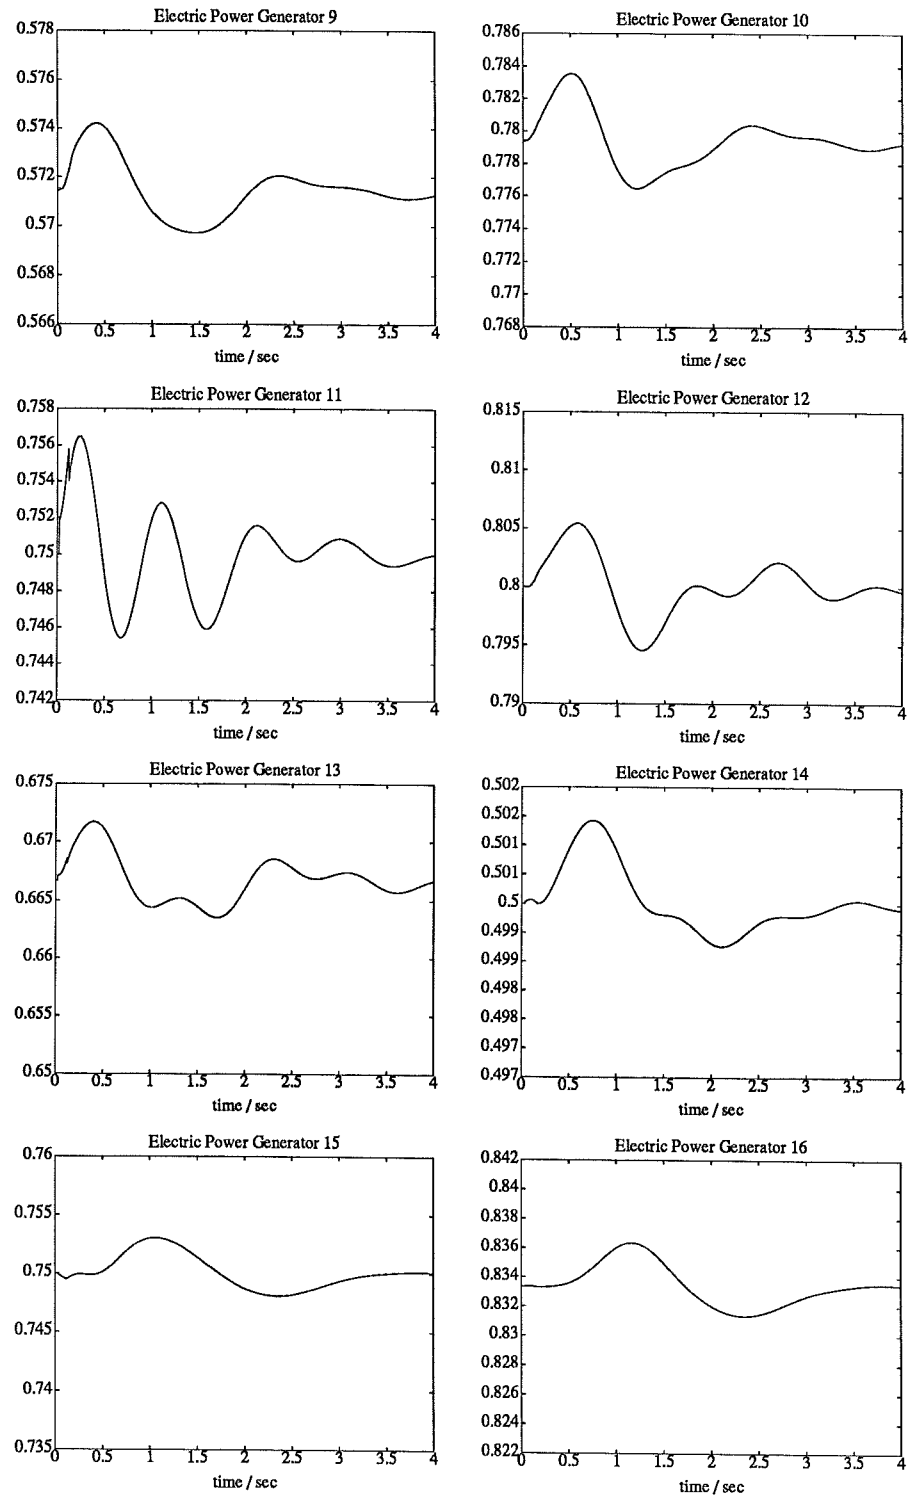 Electric Power Generator 9
0.578
0.576
0.574
0.572
0.57
0.568
0.566
0 0.5 1 1.5 2 2.5 3 3.5 4
time / sec
Electric Power Generator 10
0.786
0.784
0.782
0.78
0.778
0.776
0.774
0.772
0.77
0.768
0 0.5 1 1.5 2 2.5 3 3.5 4
time / sec
Electric Power Generator 11
0.758
0.756
0.754
0.752
0.75
0.748
0.746
0.744
0.742
0 0.5 1 1.5 2 2.5 3 3.5 4
time / sec
Electric Power Generator 12
0.815
0.81
0.805
0.8
0.795
0.79
0 0.5 1 1.5 2 2.5 3 3.5 4
time / sec
Electric Power Generator 13
0.675
0.67
0.665
0.66
0.655
0.65
0 0.5 1 1.5 2 2.5 3 3.5 4
time / sec
Electric Power Generator 14
0.502
0.502
0.501
0.501
0.5
0.499
0.499
0.498
0.498
0.497
0.497
0 0.5 1 1.5 2 2.5 3 3.5 4
time / sec
Electric Power Generator 15
0.76
0.755
0.75
0.745
0.74
0.735
0 0.5 1 1.5 2 2.5 3 3.5 4
time / sec
Electric Power Generator 16
0.842
0.84
0.838
0.836
0.834
0.832
0.83
0.828
0.826
0.824
0.822
0 0.5 1 1.5 2 2.5 3 3.5 4
time / sec